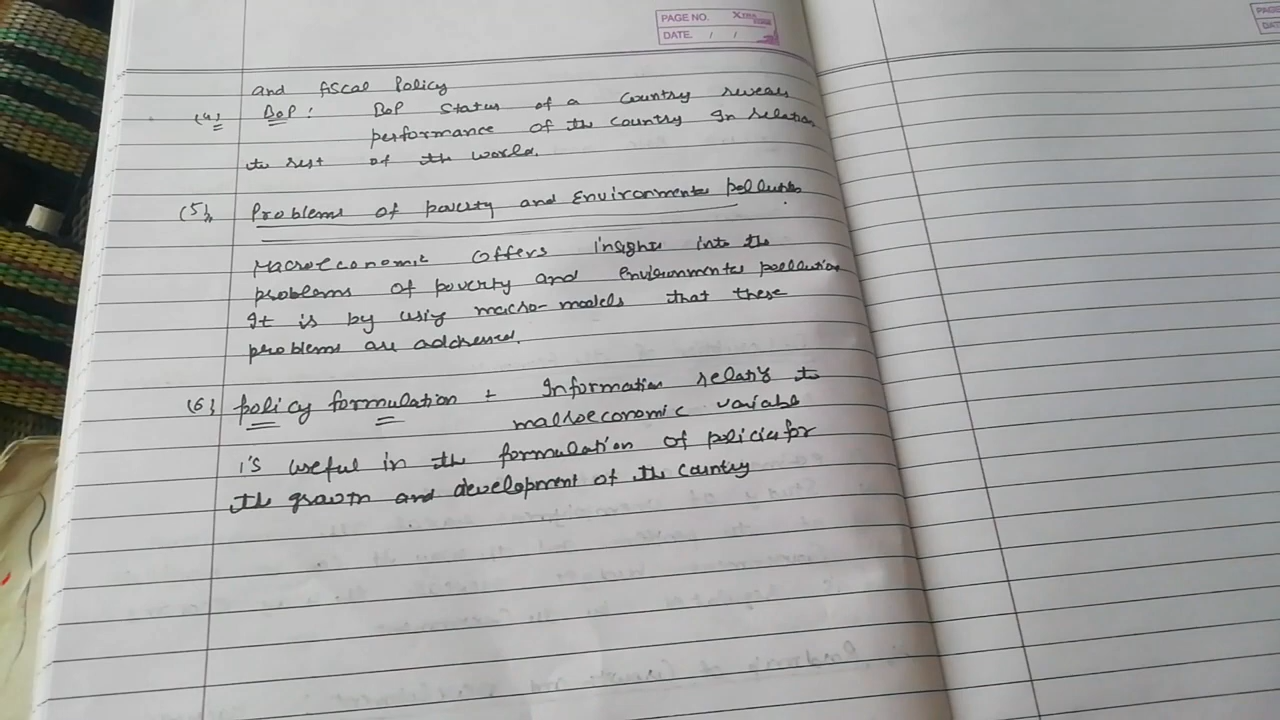 PAGE NO.
DATE / /
and fiscal Policy
(4) BoP : BoP Status of a Country reveals
performance of the Country In relation
to rest of the world.
(5) Problems of poverty and Environmental pollution
Macroeconomic offers insights into the
problems of poverty and environmental pollution
It is by using macro-models that these
problems are addressed.
(6) policy formulation : Information relating to
macroeconomic variable
is useful in the formulation of policies for
the growth and development of the Country